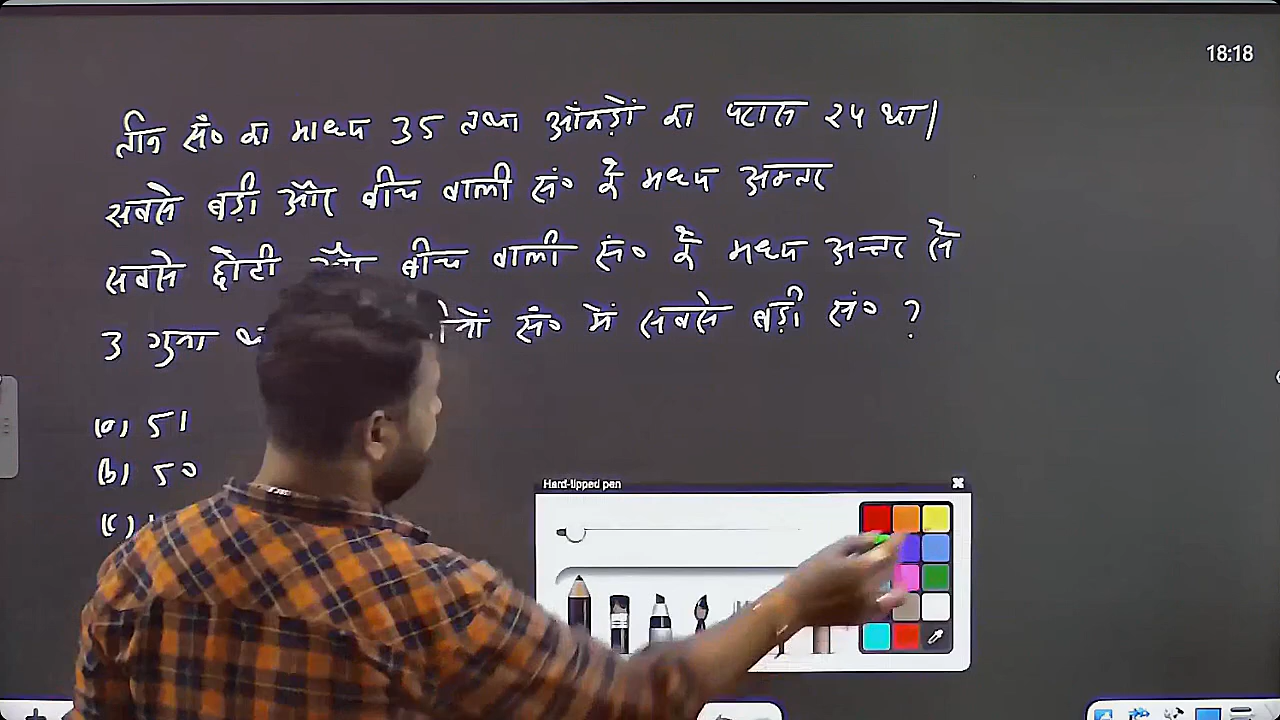 18:18
तीन सं० का माध्य 35 तथा आंकड़ों का परास 24 था।
सबसे बड़ी और बीच वाली सं० के मध्य अन्तर
सबसे छोटी और बीच वाली सं० के मध्य अन्तर से
3 गुना सं० में सबसे बड़ी सं० ?
(a) 51
(b) 50
(c)
Hard-tipped pen